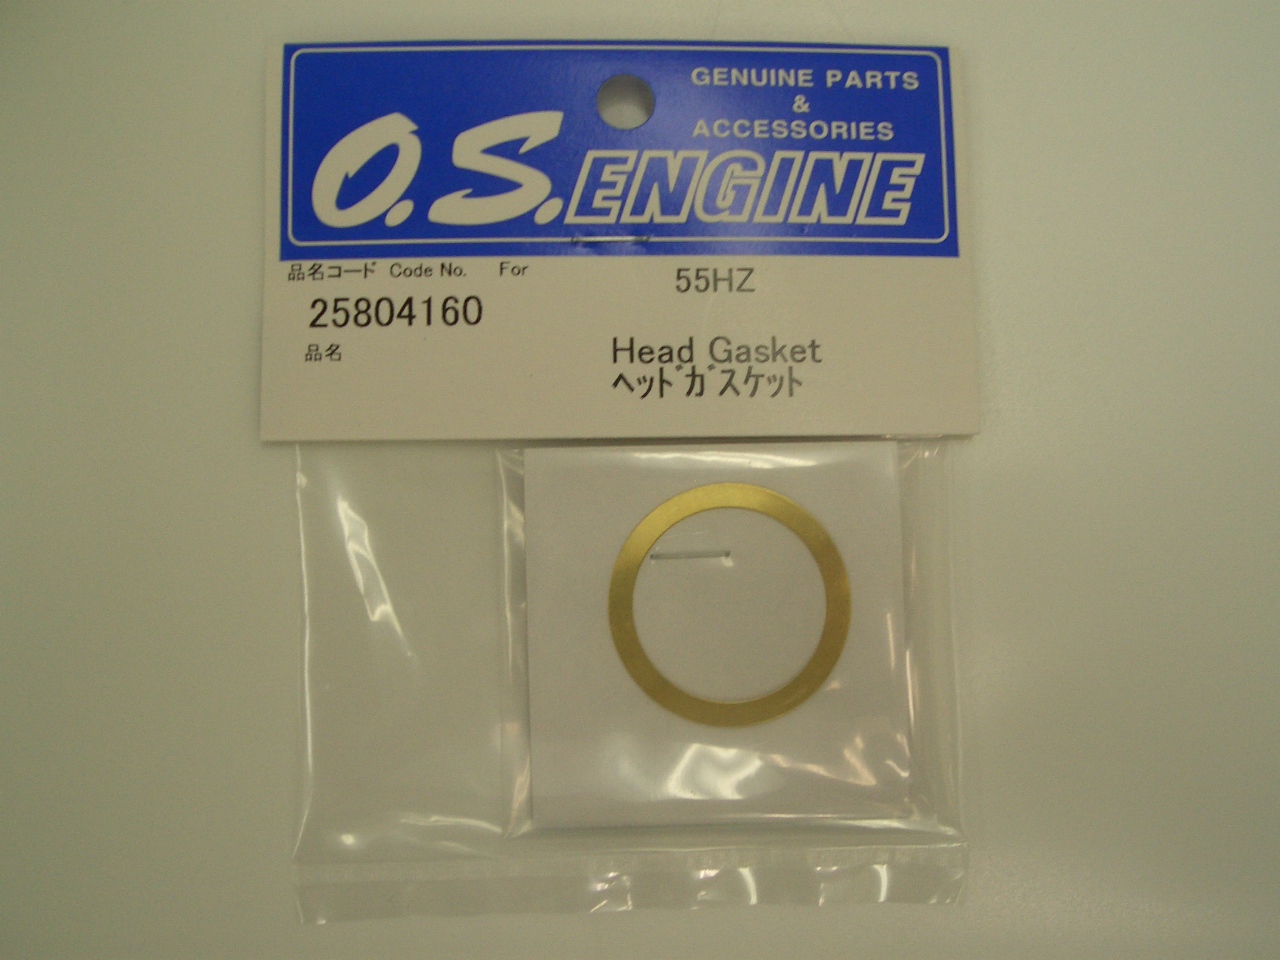 GENUINE PARTS
&
ACCESSORIES
O.S. ENGINE
品名コード Code No. For
55HZ
25804160
品名
Head Gasket
ヘッドガスケット